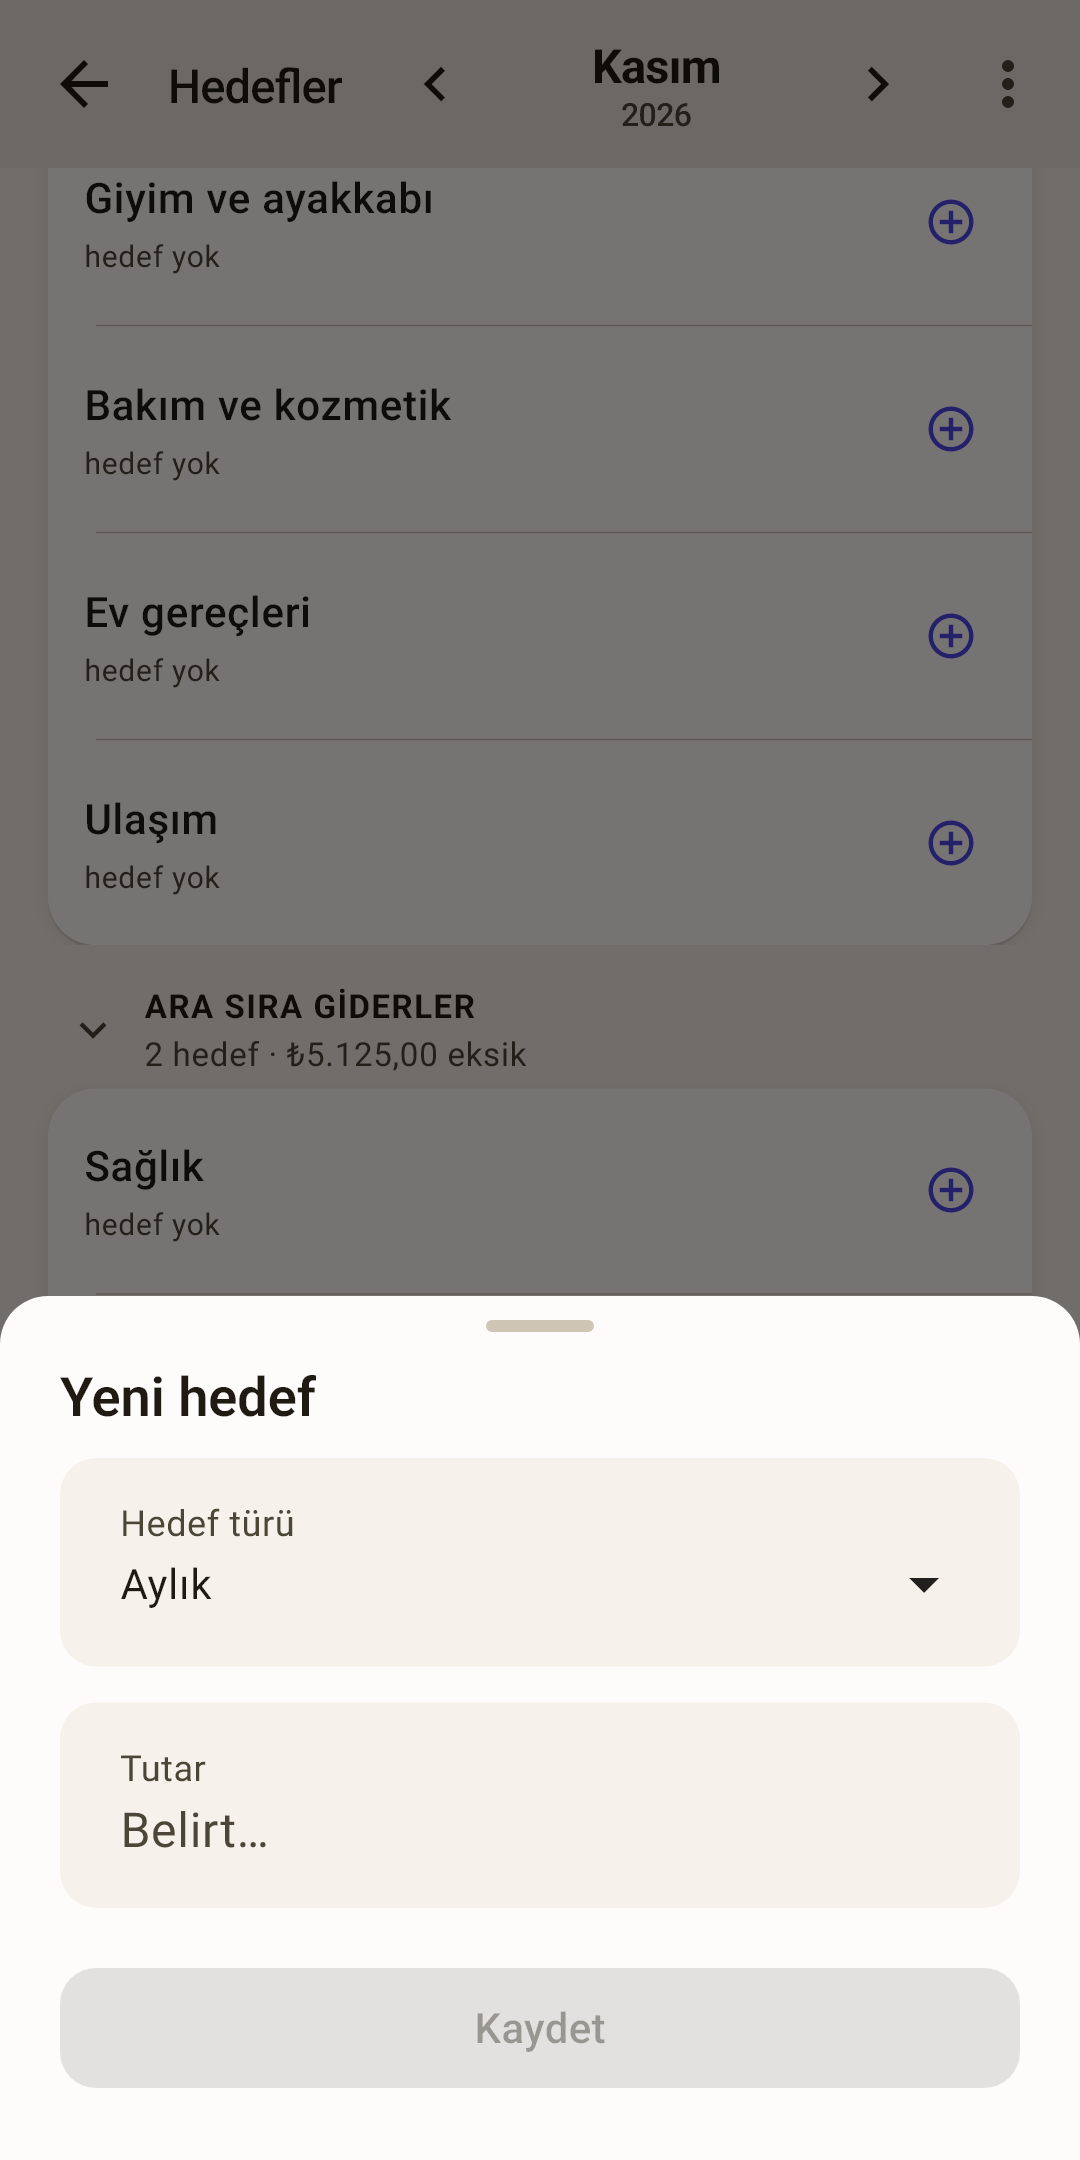 Hedefler
Kasım
2026
Giyim ve ayakkabı
hedef yok
Bakım ve kozmetik
hedef yok
Ev gereçleri
hedef yok
Ulaşım
hedef yok
ARA SIRA GİDERLER
2 hedef · ₺5.125,00 eksik
Sağlık
hedef yok
Yeni hedef
Hedef türü
Aylık
Tutar
Belirt…
Kaydet